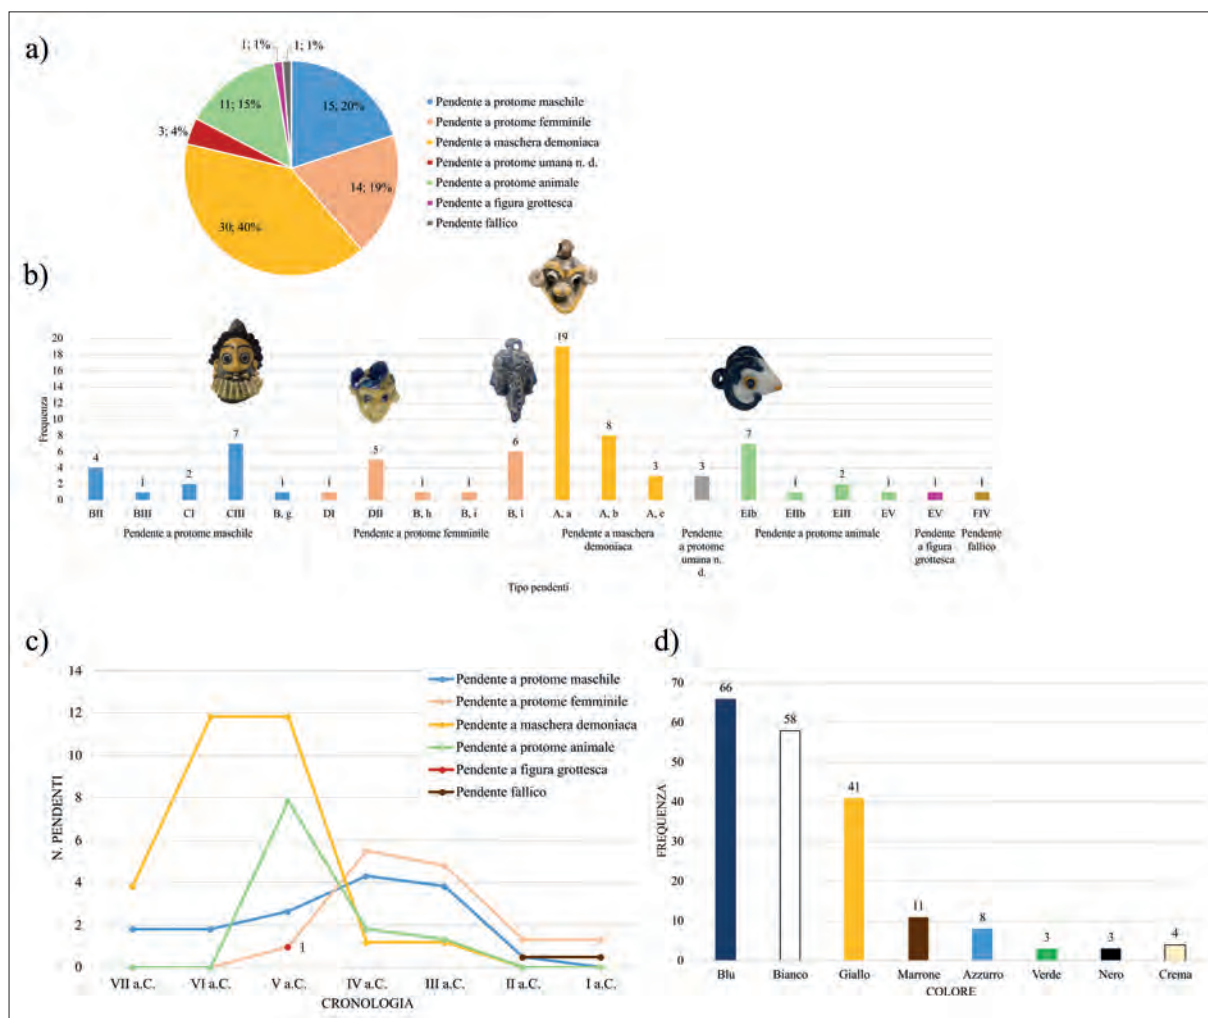 a)
1; 1%
1; 1%
15; 20%
11; 15%
3; 4%
14; 19%
30; 40%
Pendente a protome maschile
Pendente a protome femminile
Pendente a maschera demoniaca
Pendente a protome umana n. d.
Pendente a protome animale
Pendente a figura grottesca
Pendente fallico
b)
Frequenza
20
18
16
14
12
10
8
6
4
2
0
4 1 2 7 1 1 5 1 1 6 19 8 3 3 7 1 2 1 1 1
BII BIII CI CIII B, g DI DII B, h B, i B, i A, a A, b A, c EIb EIIb EIII EV EV FIV
Pendente a protome maschile
Pendente a protome femminile
Pendente a maschera
demoniaca
Pendente
a protome
umana n.
d.
Pendente a protome animale
Pendente
a figura
grottesca
Pendente
fallico
Tipo pendenti
c)
N. PENDENTI
14
12
10
8
6
4
2
0
Pendente a protome maschile
Pendente a protome femminile
Pendente a maschera demoniaca
Pendente a protome animale
Pendente a figura grottesca
Pendente fallico
1
VII a.C. VI a.C. V a.C. IV a.C. III a.C. II a.C. I a.C.
CRONOLOGIA
d)
FREQUENZA
70
60
50
40
30
20
10
0
66 58 41 11 8 3 3 4
Blu Bianco Giallo Marrone Azzurro Verde Nero Crema
COLORE